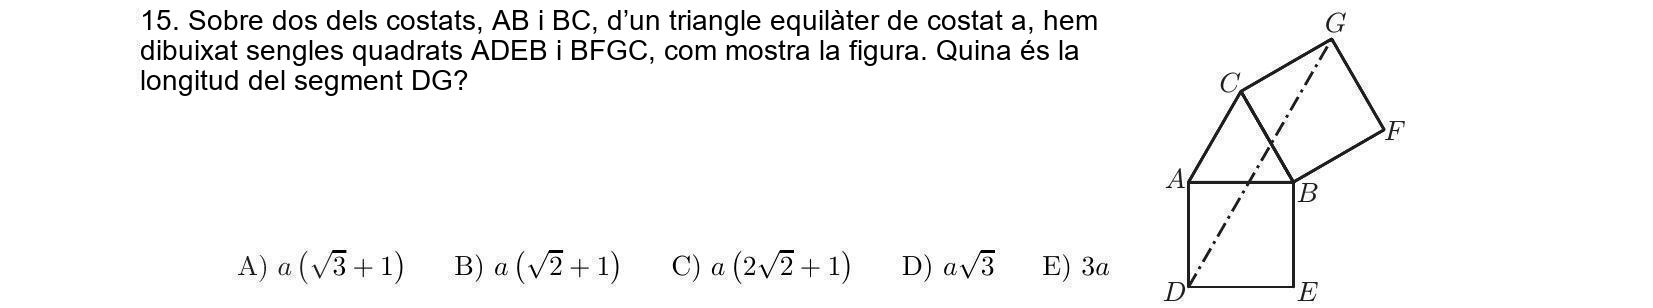 15. Sobre dos dels costats, AB i BC, d’un triangle equilàter de costat a, hem
dibuixat sengles quadrats ADEB i BFGC, com mostra la figura. Quina és la
longitud del segment DG?
A) a(√3 + 1) B) a(√2 + 1) C) a(2√2 + 1) D) a√3 E) 3a
G
C
F
A
B
D
E